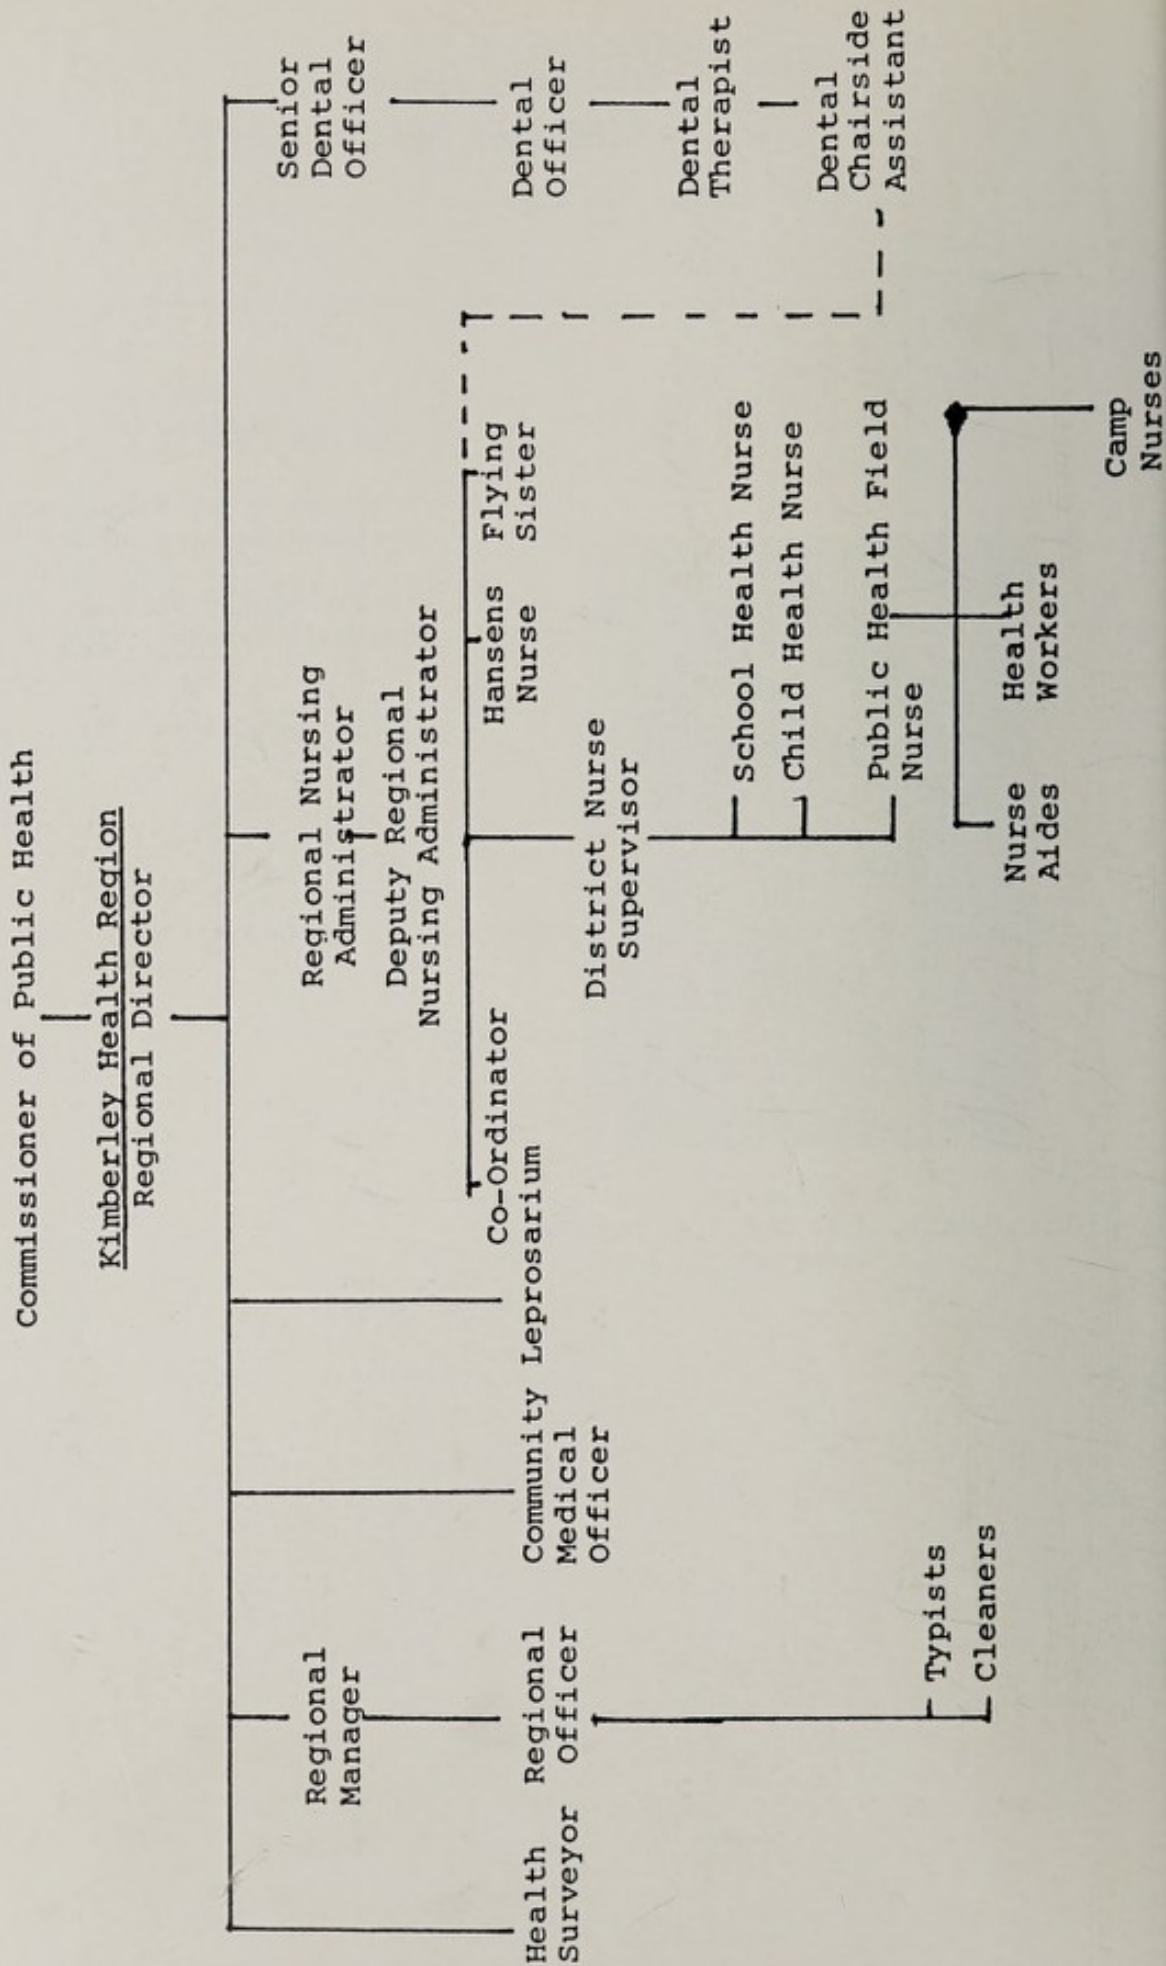 Commissioner of Public Health
Kimberley Health Region
Regional Director
Regional
Manager
Regional Nursing
Administrator
Deputy Regional
Nursing Administrator
Senior
Dental
Officer
Health
Surveyor
Regional
Officer
Community
Medical
Officer
Leprosarium
Co-Ordinator
Hansens
Nurse
Flying
Sister
Dental
Officer
District Nurse
Supervisor
Dental
Therapist
School Health Nurse
Child Health Nurse
Public Health Field
Nurse
Dental
Chairside
Assistant
Typists
Cleaners
Nurse
Aides
Health
Workers
Camp
Nurses